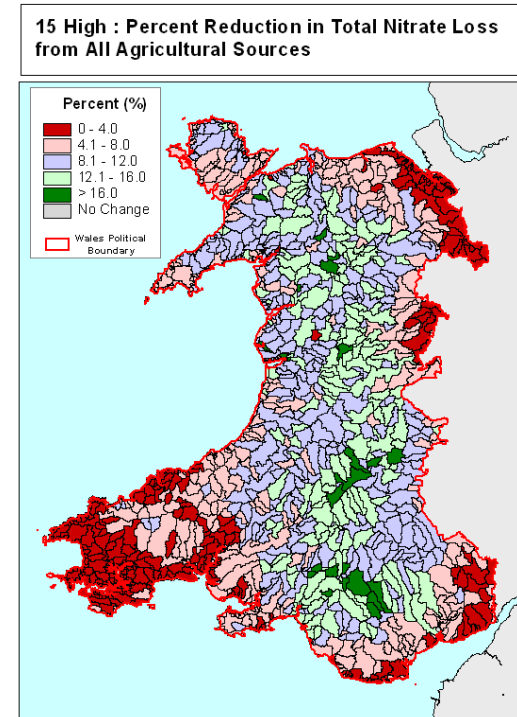 15 High : Percent Reduction in Total Nitrate Loss
from All Agricultural Sources
Percent (%)
0 - 4.0
4.1 - 8.0
8.1 - 12.0
12.1 - 16.0
> 16.0
No Change
Wales Political
Boundary